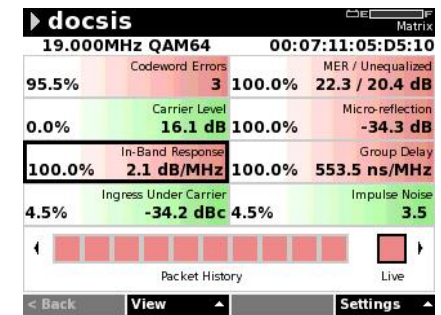 docsis
E F
Matrix
19.000MHz QAM64 00:07:11:05:D5:10
Codeword Errors
95.5% 3
MER / Unequalized
100.0% 22.3 / 20.4 dB
Carrier Level
0.0% 16.1 dB
Micro-reflection
100.0% -34.3 dB
In-Band Response
100.0% 2.1 dB/MHz
Group Delay
100.0% 553.5 ns/MHz
Ingress Under Carrier
4.5% -34.2 dBc
Impulse Noise
4.5% 3.5
Packet History
Live
< Back View Settings